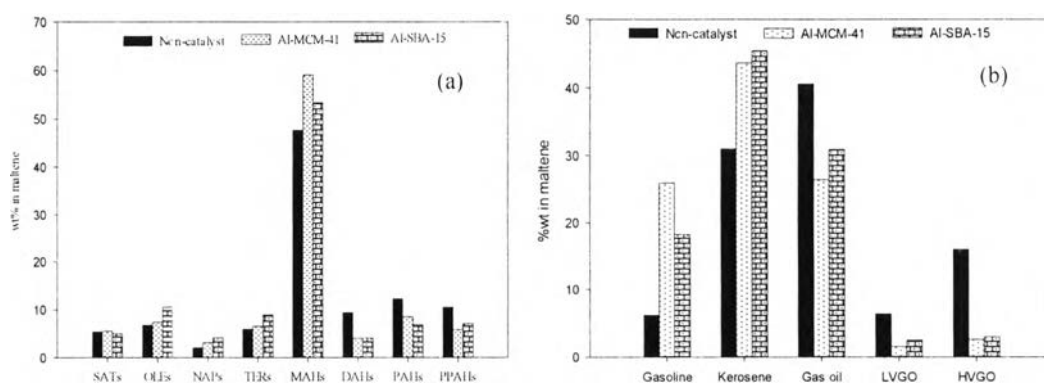 70
60
50
40
30
20
10
0
wt% in maltene
Ncn-catalyst Al-MCM-41 Al-SBA-15
(a)
SATs OLEs NAPs TERs MAHs DAHs PAHs PPAHs
50
40
30
20
10
0
%wt in maltene
Ncn-catalyst Al-MCM-41 Al-SBA-15
(b)
Gasoline Kerosene Gas oil LVGO HVGO